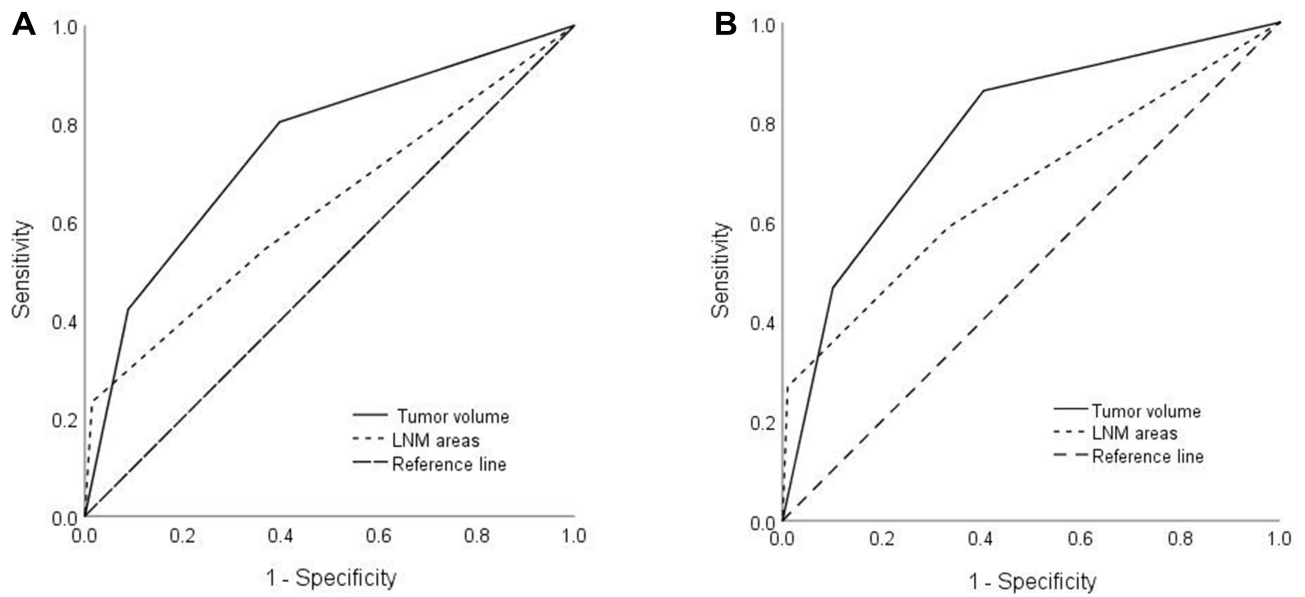 A
1.0
0.8
0.6
0.4
0.2
0.0
Sensitivity
Tumor volume
LNM areas
Reference line
0.0 0.2 0.4 0.6 0.8 1.0
1 - Specificity
B
1.0
0.8
0.6
0.4
0.2
0.0
Sensitivity
Tumor volume
LNM areas
Reference line
0.0 0.2 0.4 0.6 0.8 1.0
1 - Specificity